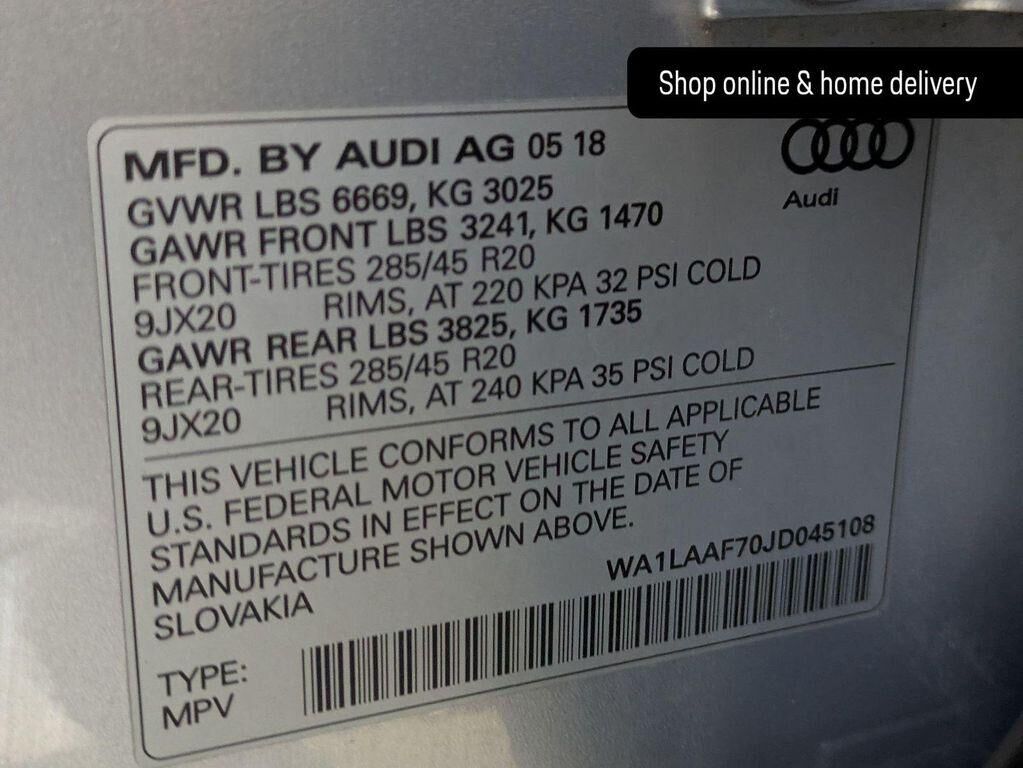 Shop online & home delivery
MFD. BY AUDI AG 05 18
Audi
GVWR LBS 6669, KG 3025
GAWR FRONT LBS 3241, KG 1470
FRONT-TIRES 285/45 R20
9JX20 RIMS, AT 220 KPA 32 PSI COLD
GAWR REAR LBS 3825, KG 1735
REAR-TIRES 285/45 R20
9JX20 RIMS, AT 240 KPA 35 PSI COLD
THIS VEHICLE CONFORMS TO ALL APPLICABLE
U.S. FEDERAL MOTOR VEHICLE SAFETY
STANDARDS IN EFFECT ON THE DATE OF
MANUFACTURE SHOWN ABOVE.
SLOVAKIA
WA1LAAF70JD045108
TYPE:
MPV